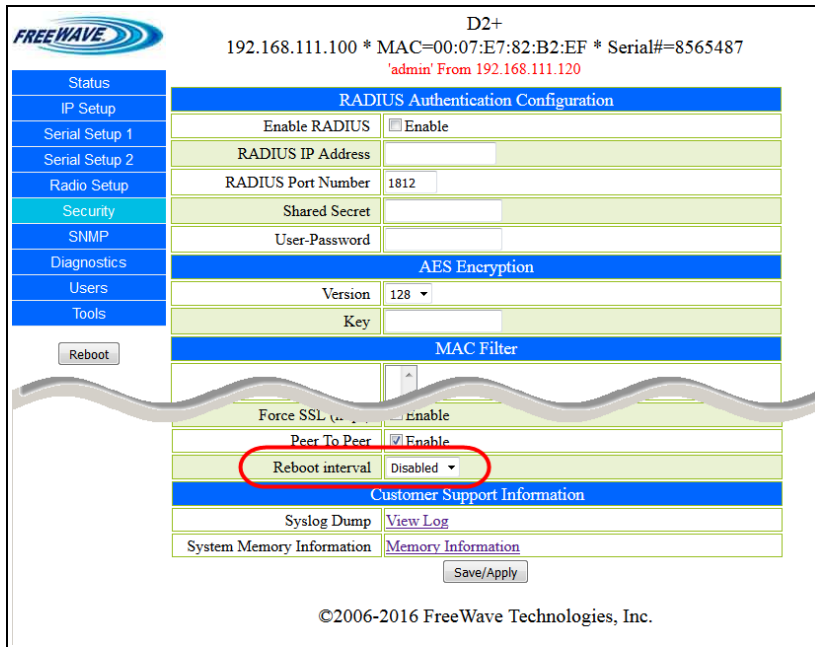 FREEWAVE
D2+
192.168.111.100 * MAC=00:07:E7:82:B2:EF * Serial#=8565487
'admin' From 192.168.111.120
Status
IP Setup
Serial Setup 1
Serial Setup 2
Radio Setup
Security
SNMP
Diagnostics
Users
Tools
Reboot
RADIUS Authentication Configuration
Enable RADIUS Enable
RADIUS IP Address
RADIUS Port Number 1812
Shared Secret
User-Password
AES Encryption
Version 128
Key
MAC Filter
Force SSL Enable
Peer To Peer Enable
Reboot interval Disabled
Customer Support Information
Syslog Dump View Log
System Memory Information Memory Information
Save/Apply
©2006-2016 FreeWave Technologies, Inc.